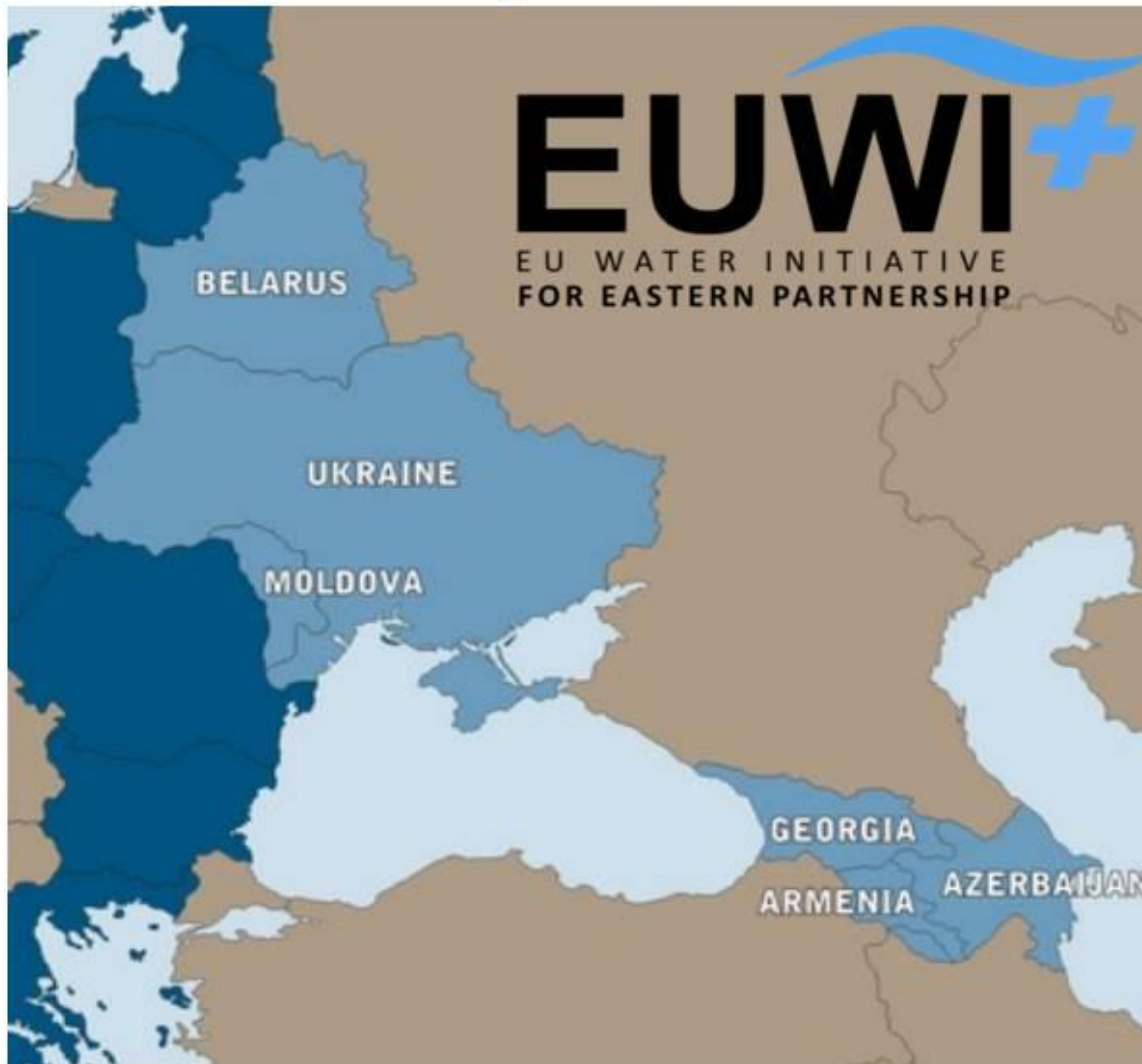 EUWI+
EU WATER INITIATIVE
FOR EASTERN PARTNERSHIP
BELARUS
UKRAINE
MOLDOVA
GEORGIA
ARMENIA
AZERBAIJAN